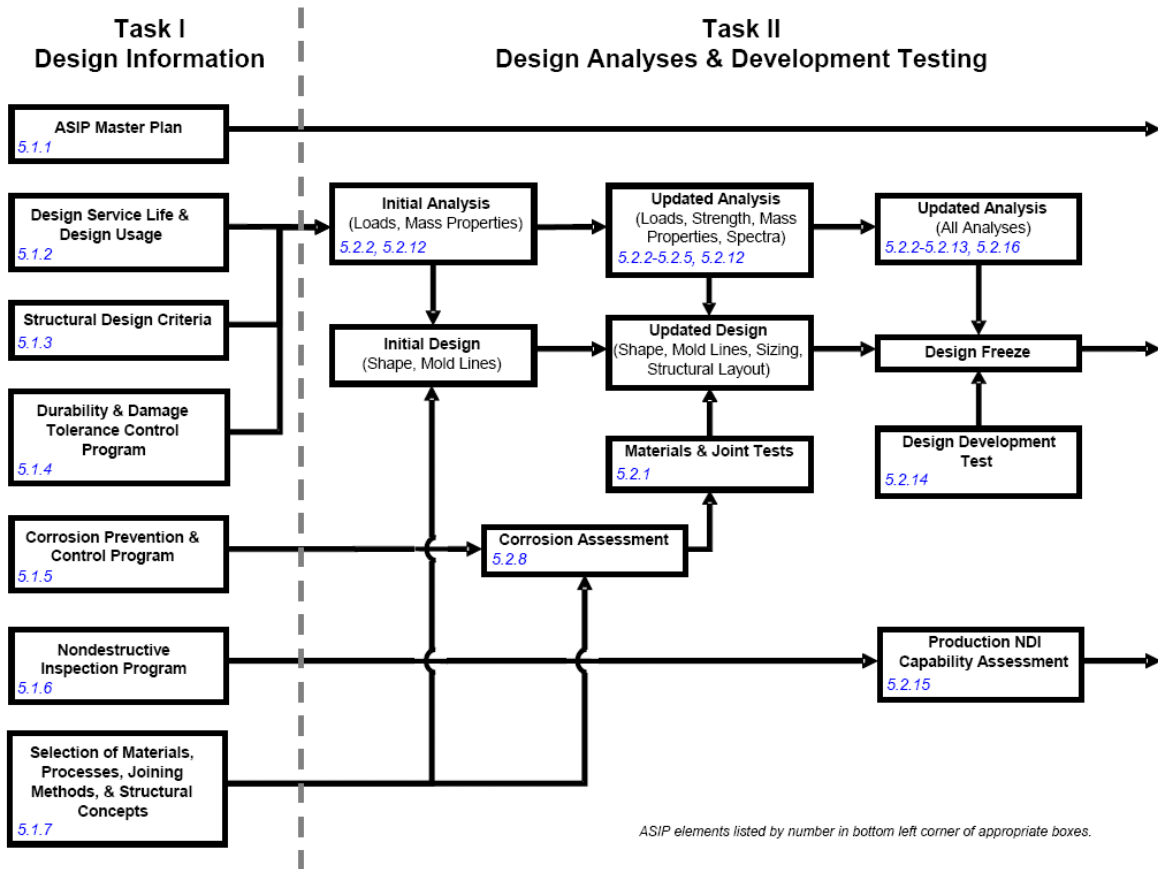 Task I
Design Information
Task II
Design Analyses & Development Testing
ASIP Master Plan
5.1.1
Design Service Life &
Design Usage
5.1.2
Structural Design Criteria
5.1.3
Durability & Damage
Tolerance Control
Program
5.1.4
Corrosion Prevention &
Control Program
5.1.5
Nondestructive
Inspection Program
5.1.6
Selection of Materials,
Processes, Joining
Methods, & Structural
Concepts
5.1.7
Initial Analysis
(Loads, Mass Properties)
5.2.2, 5.2.12
Updated Analysis
(Loads, Strength, Mass
Properties, Spectra)
5.2.2-5.2.5, 5.2.12
Updated Analysis
(All Analyses)
5.2.2-5.2.13, 5.2.16
Initial Design
(Shape, Mold Lines)
Updated Design
(Shape, Mold Lines, Sizing,
Structural Layout)
Design Freeze
Materials & Joint Tests
5.2.1
Design Development
Test
5.2.14
Corrosion Assessment
5.2.8
Production NDI
Capability Assessment
5.2.15
ASIP elements listed by number in bottom left corner of appropriate boxes.